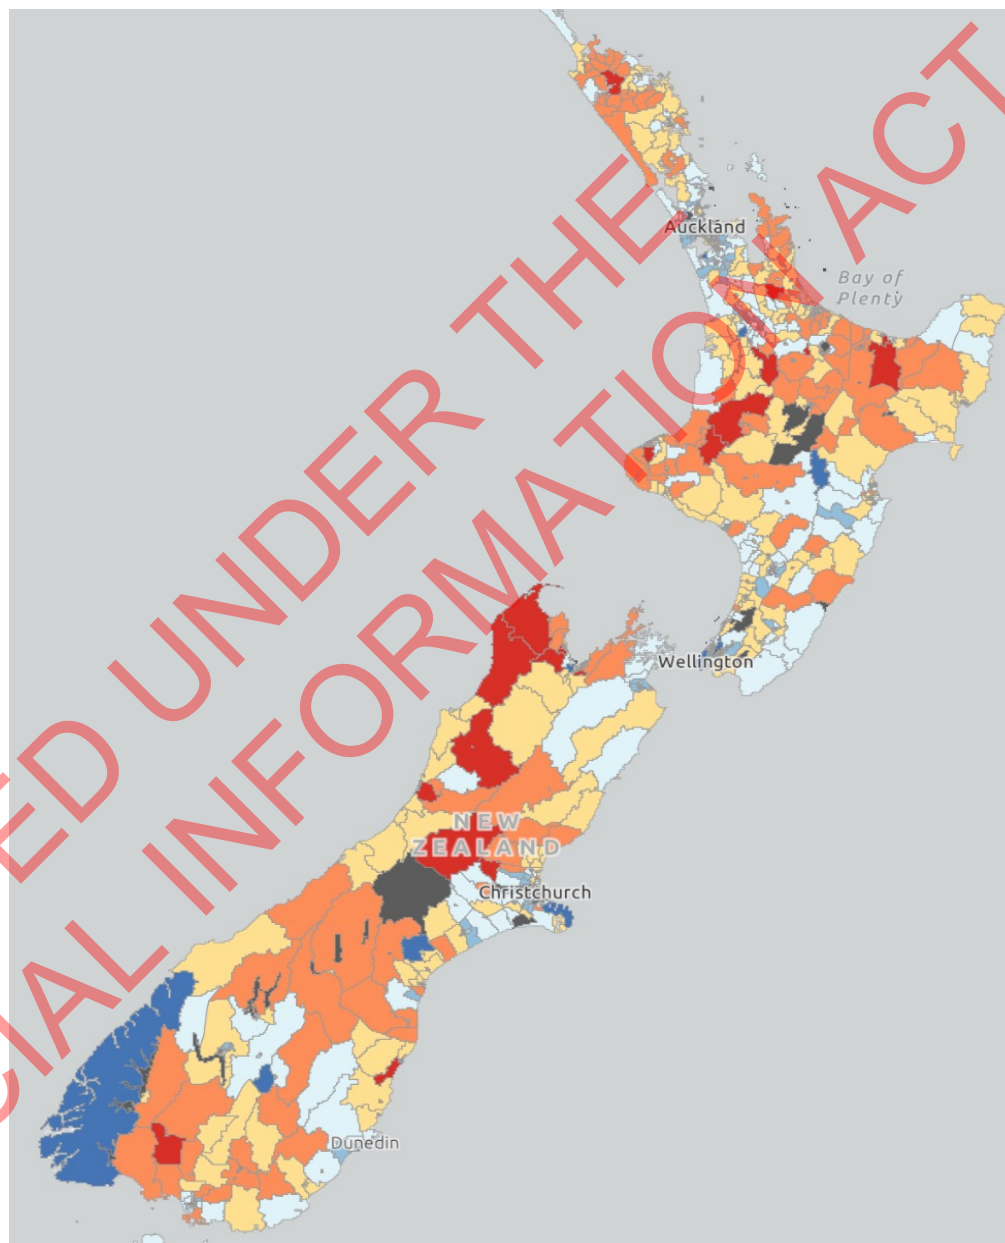 Auckland
Bay of
Plenty
Wellington
NEW
ZEALAND
Christchurch
Dunedin
ED UNDER THE
CIAL INFORMATION ACT